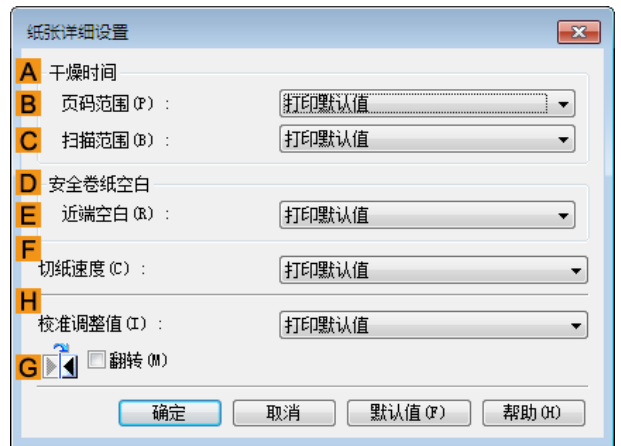 纸张详细设置
A 干燥时间
B 页码范围(P): 打印默认值
C 扫描范围(B): 打印默认值
D 安全卷纸空白
E 近端空白(R): 打印默认值
F
切纸速度(C): 打印默认值
H
校准调整值(I): 打印默认值
G 翻转(M)
确定 取消 默认值(F) 帮助(H)